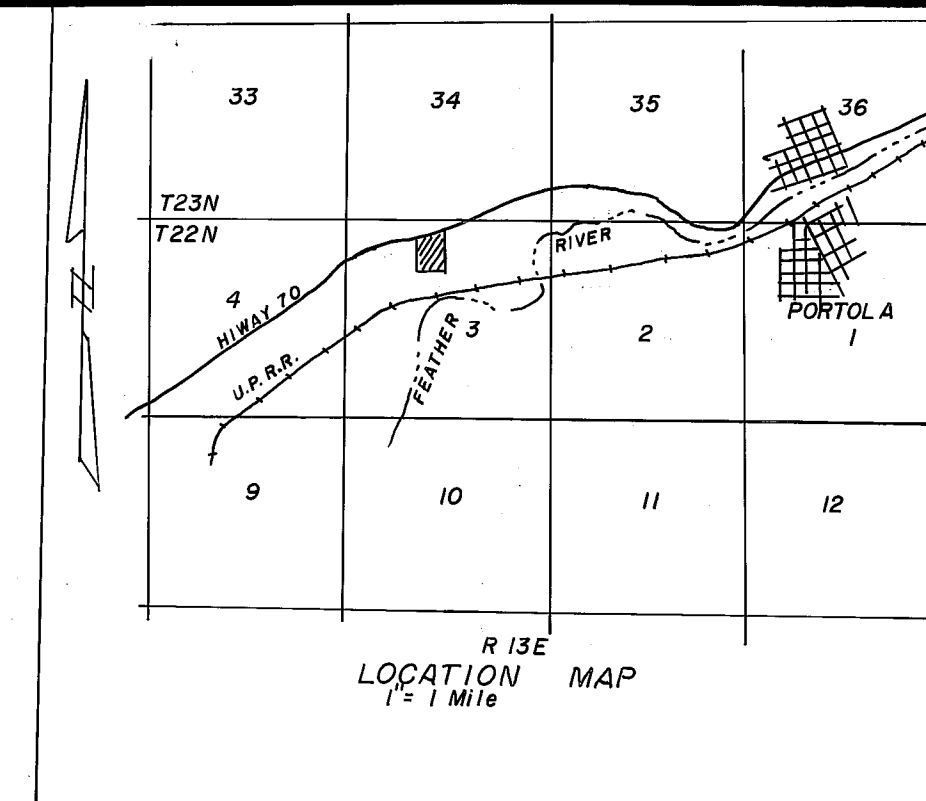 33
34
35
36
T23N
T22N
RIVER
4
HIWAY 70
3
2
PORTOLA
1
U.P.R.R.
FEATHER
9
10
11
12
N
R 13E
LOCATION MAP
1"= 1 Mile